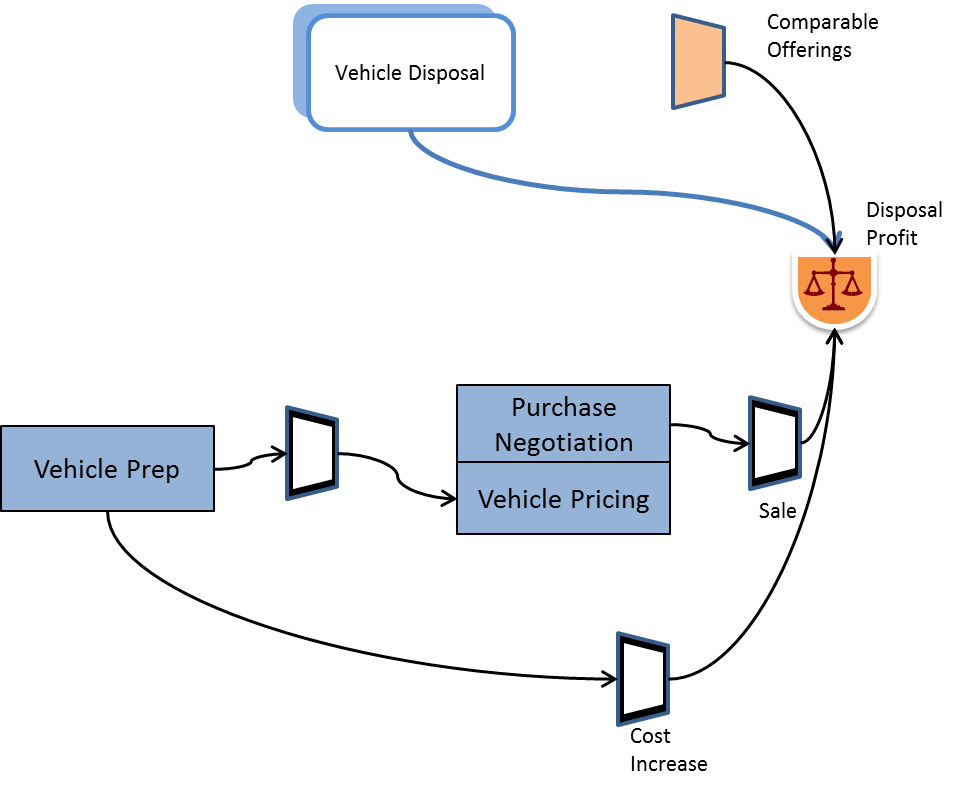 Comparable
Offerings
Vehicle Disposal
Disposal
Profit
Purchase
Negotiation
Vehicle Prep
Vehicle Pricing
Sale
Cost
Increase